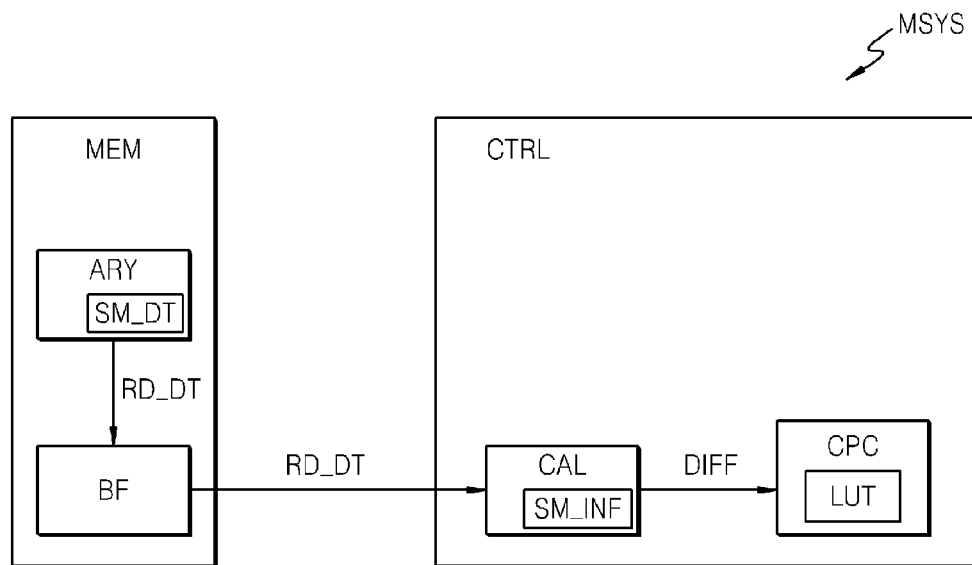 MSYS
MEM
CTRL
ARY
SM_DT
RD_DT
RD_DT
BF
CAL
SM_INF
DIFF
CPC
LUT